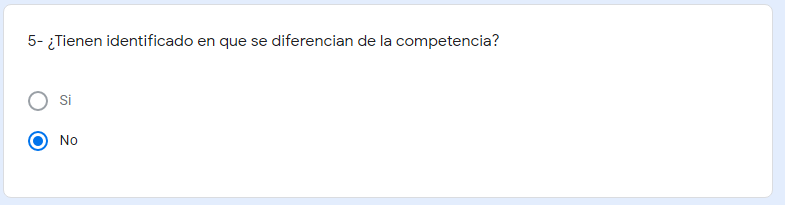 5- ¿Tienen identificado en que se diferencian de la competencia?
Si
No